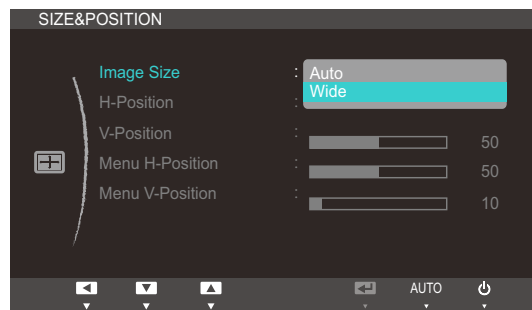 SIZE&POSITION
Image Size : Auto
Wide
H-Position :
V-Position : 50
Menu H-Position : 50
Menu V-Position : 10
AUTO